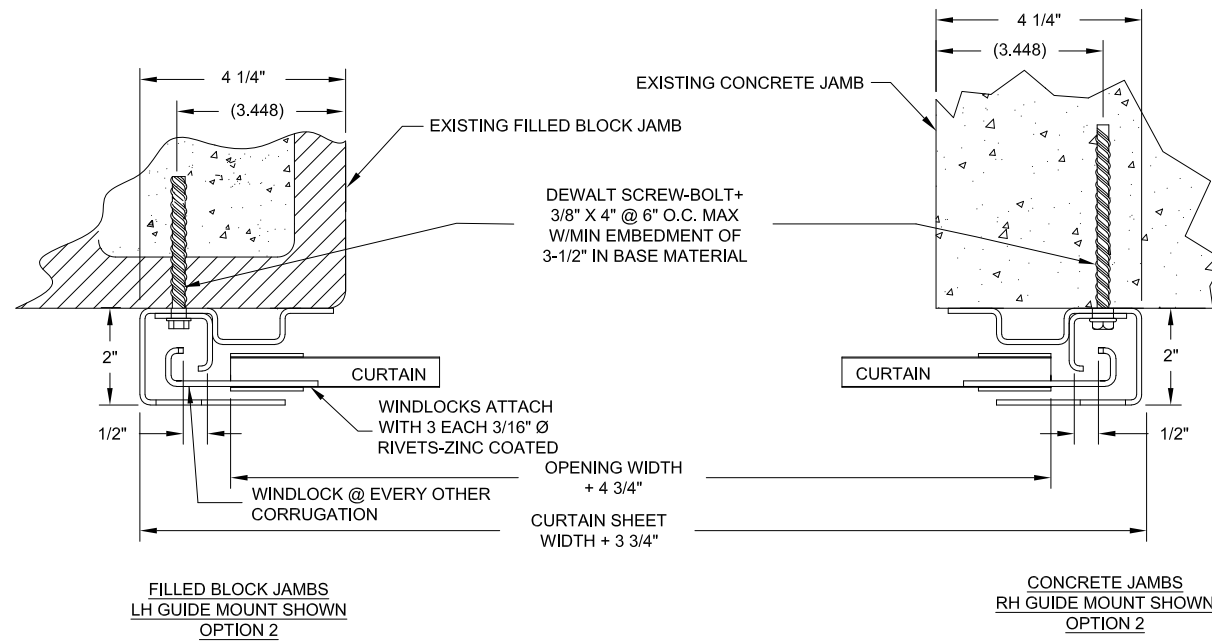 4 1/4"
(3.448)
EXISTING CONCRETE JAMB
4 1/4"
(3.448)
EXISTING FILLED BLOCK JAMB
DEWALT SCREW-BOLT+
3/8" X 4" @ 6" O.C. MAX
W/MIN EMBEDMENT OF
3-1/2" IN BASE MATERIAL
2"
CURTAIN
1/2"
WINDLOCKS ATTACH
WITH 3 EACH 3/16" Ø
RIVETS-ZINC COATED
CURTAIN
2"
1/2"
OPENING WIDTH
+ 4 3/4"
WINDLOCK @ EVERY OTHER
CORRUGATION
CURTAIN SHEET
WIDTH + 3 3/4"
FILLED BLOCK JAMBS
LH GUIDE MOUNT SHOWN
OPTION 2
CONCRETE JAMBS
RH GUIDE MOUNT SHOWN
OPTION 2